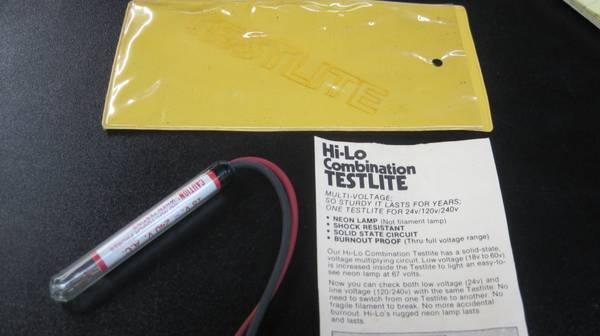 TESTLITE
Hi-Lo
Combination
TESTLITE
MULTI-VOLTAGE;
SO STURDY IT LASTS FOR YEARS;
ONE TESTLITE FOR 24v/120v/240v
• NEON LAMP (Not filament lamp)
• SHOCK RESISTANT
• SOLID STATE CIRCUIT
• BURNOUT PROOF (Thru full voltage range)
Our Hi-Lo Combination Testlite has a solid-state,
voltage multiplying circuit. Low voltage (18v to 60v)
is increased inside the Testlite to light an easy-to-
see neon lamp at 67 volts.
Now you can check both low voltage (24v) and
line voltage (120/240v) with the same Testlite. No
need to switch from one Testlite to another. No
fragile filament to break. No more accidental
burnout. Hi-Lo's rugged neon lamp lasts
and lasts.
CAUTION